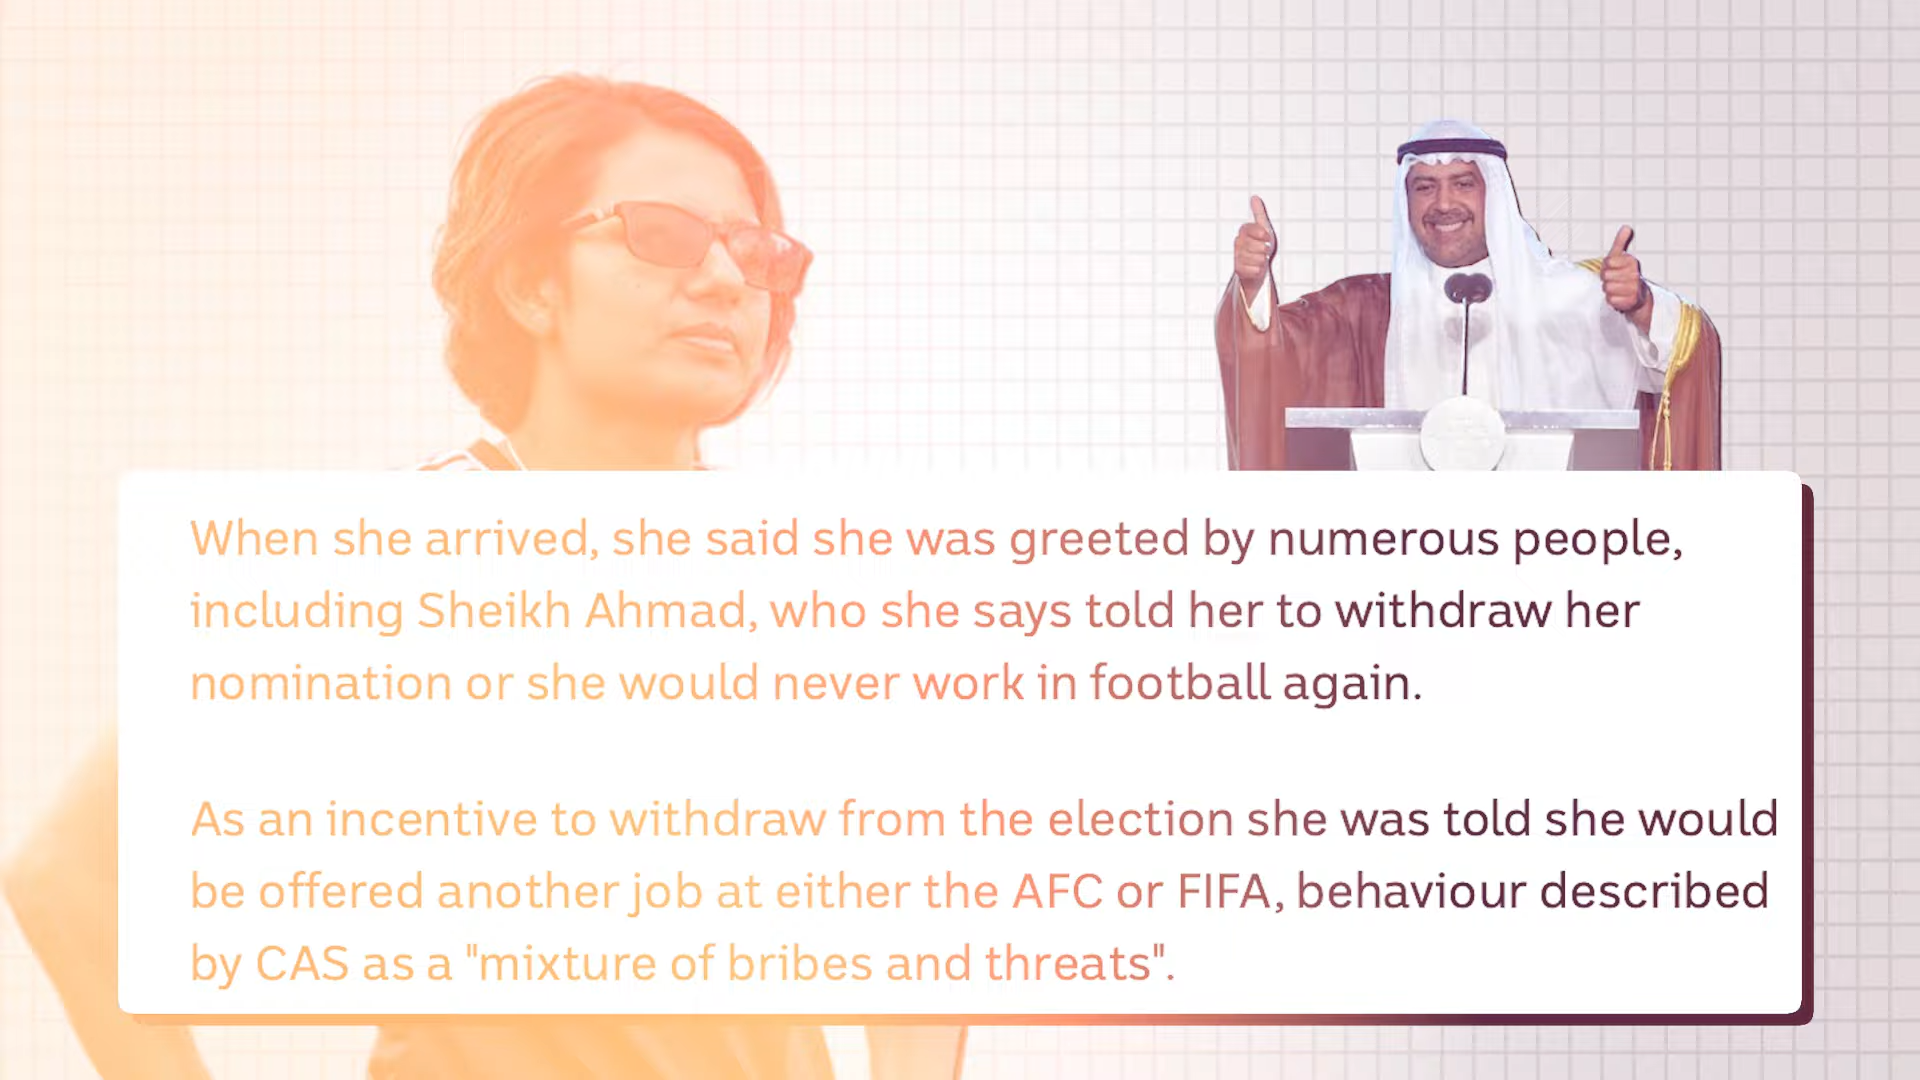 When she arrived, she said she was greeted by numerous people,
including Sheikh Ahmad, who she says told her to withdraw her
nomination or she would never work in football again.
As an incentive to withdraw from the election she was told she would
be offered another job at either the AFC or FIFA, behaviour described
by CAS as a "mixture of bribes and threats".